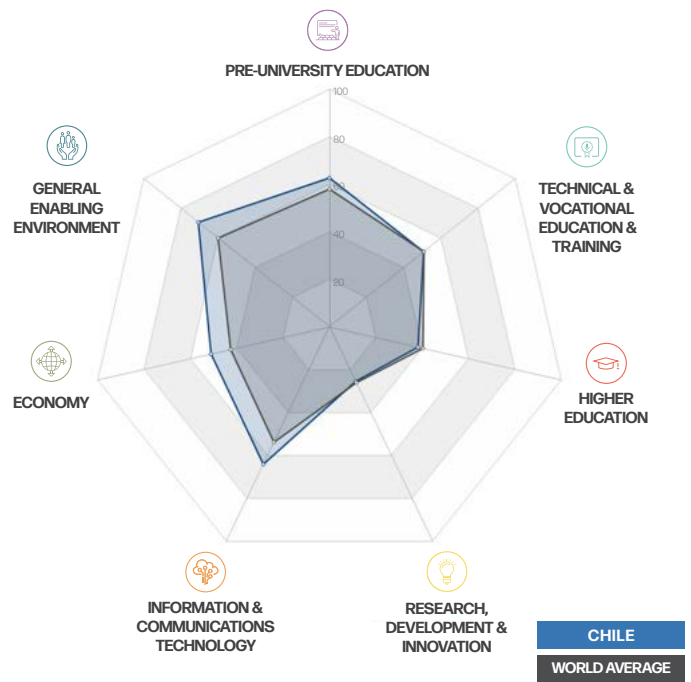 PRE-UNIVERSITY EDUCATION
100
80
60
40
20
GENERAL
ENABLING
ENVIRONMENT
TECHNICAL &
VOCATIONAL
EDUCATION &
TRAINING
ECONOMY
HIGHER
EDUCATION
INFORMATION &
COMMUNICATIONS
TECHNOLOGY
RESEARCH,
DEVELOPMENT &
INNOVATION
CHILE
WORLD AVERAGE